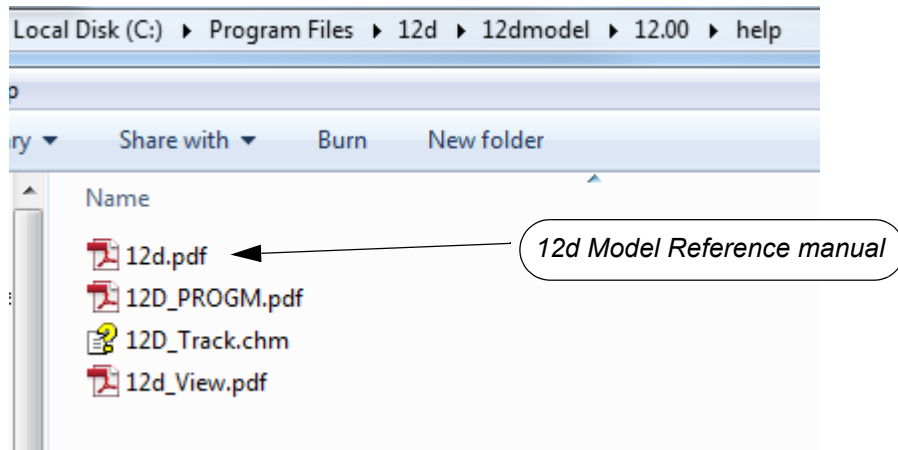 Local Disk (C:) ▸ Program Files ▸ 12d ▸ 12dmodel ▸ 12.00 ▸ help
p
ry ▾ Share with ▾ Burn New folder
Name
12d.pdf
12d Model Reference manual
12D_PROGM.pdf
12D_Track.chm
12d_View.pdf